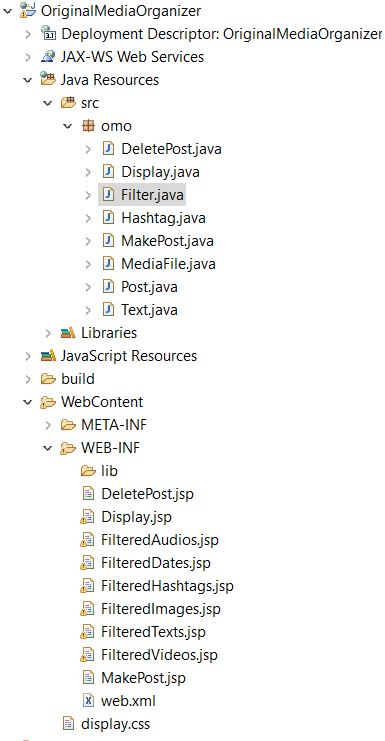 OriginalMediaOrganizer
Deployment Descriptor: OriginalMediaOrganizer
JAX-WS Web Services
Java Resources
src
omo
DeletePost.java
Display.java
Filter.java
Hashtag.java
MakePost.java
MediaFile.java
Post.java
Text.java
Libraries
JavaScript Resources
build
WebContent
META-INF
WEB-INF
lib
DeletePost.jsp
Display.jsp
FilteredAudios.jsp
FilteredDates.jsp
FilteredHashtags.jsp
FilteredImages.jsp
FilteredTexts.jsp
FilteredVideos.jsp
MakePost.jsp
web.xml
display.css